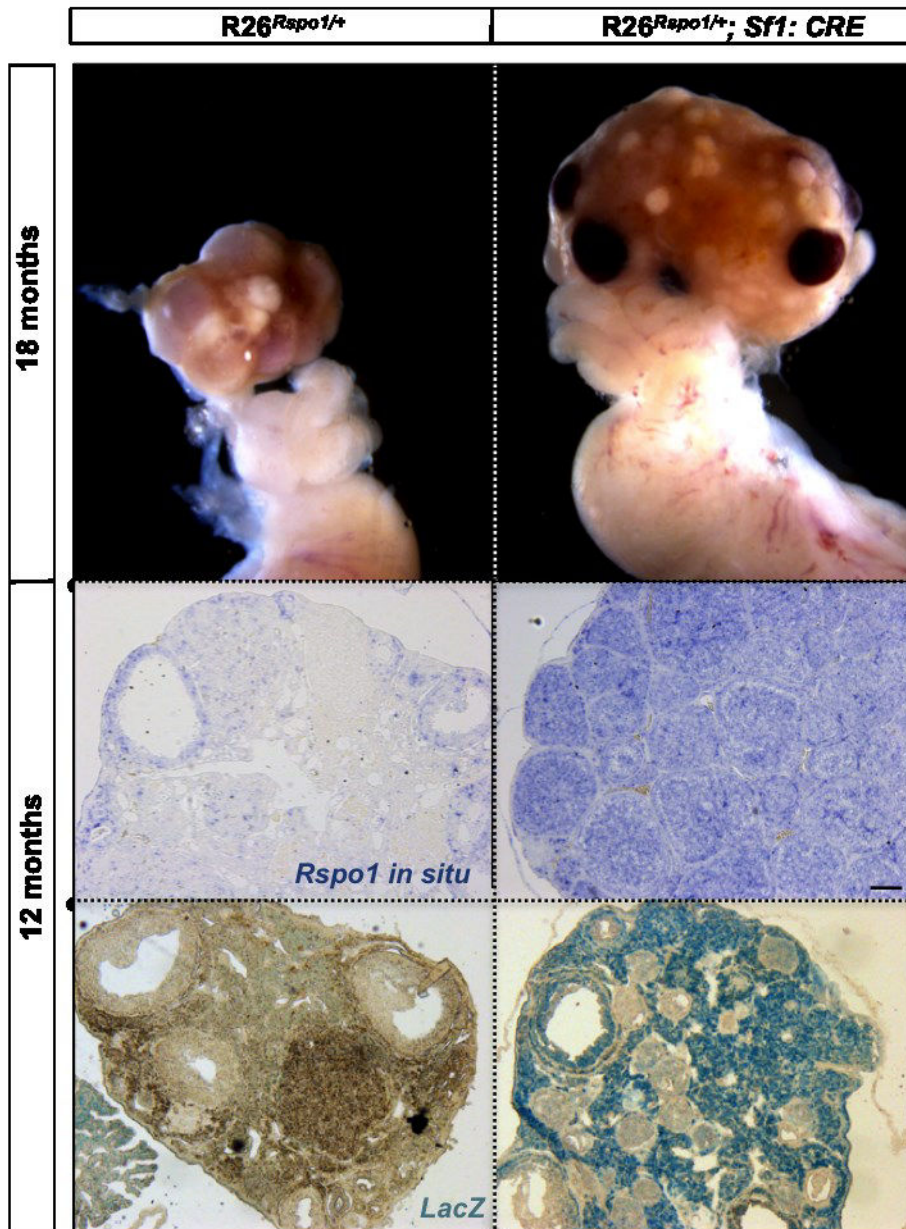 R26Rspo1/+
R26Rspo1/+; Sf1: CRE
18 months
12 months
Rspo1 in situ
LacZ